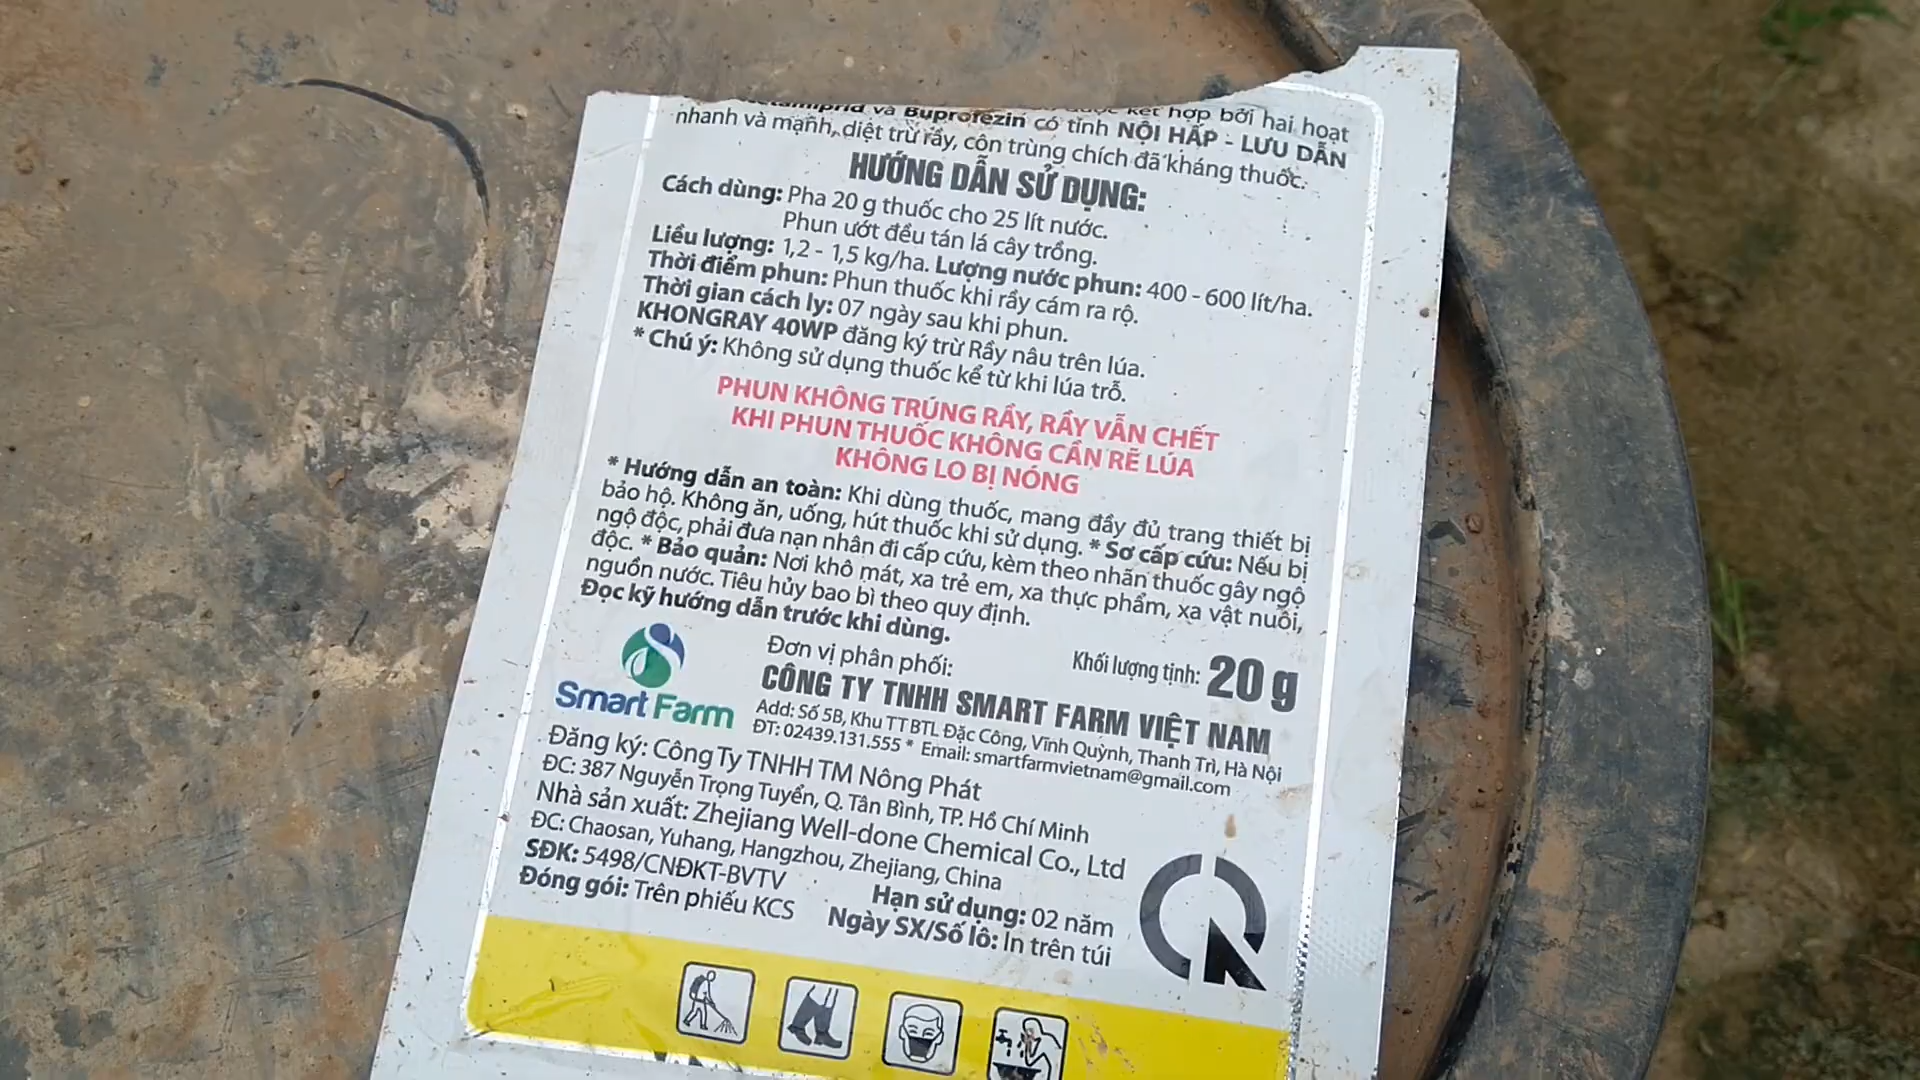 và Buprofezin kết hợp bởi hai hoạt
có tính NỘI HẤP - LƯU DẪN
nhanh và mạnh, diệt trừ rầy, côn trùng chích đã kháng thuốc.
HƯỚNG DẪN SỬ DỤNG:
Cách dùng: Pha 20 g thuốc cho 25 lít nước.
Phun ướt đều tán lá cây trồng.
Liều lượng: 1,2 - 1,5 kg/ha. Lượng nước phun: 400 - 600 lít/ha.
Thời điểm phun: Phun thuốc khi rầy cám ra rộ.
Thời gian cách ly: 07 ngày sau khi phun.
KHONGRAY 40WP đăng ký trừ Rầy nâu trên lúa.
* Chú ý: Không sử dụng thuốc kể từ khi lúa trỗ.
PHUN KHÔNG TRÚNG RẦY, RẦY VẪN CHẾT
KHI PHUN THUỐC KHÔNG CẦN RẼ LÚA
KHÔNG LO BỊ NÓNG
* Hướng dẫn an toàn: Khi dùng thuốc, mang đầy đủ trang thiết bị
bảo hộ. Không ăn, uống, hút thuốc khi sử dụng. * Sơ cấp cứu: Nếu bị
ngộ độc, phải đưa nạn nhân đi cấp cứu, kèm theo nhãn thuốc gây ngộ
độc. * Bảo quản: Nơi khô mát, xa trẻ em, xa thực phẩm, xa vật nuôi,
nguồn nước. Tiêu hủy bao bì theo quy định.
Đọc kỹ hướng dẫn trước khi dùng.
Đơn vị phân phối:
Khối lượng tịnh: 20 g
Smart Farm
CÔNG TY TNHH SMART FARM VIỆT NAM
Add: Số 5B, Khu TT BTL Đặc Công, Vĩnh Quỳnh, Thanh Trì, Hà Nội
ĐT: 02439.131.555 * Email: smartfarmvietnam@gmail.com
Đăng ký: Công Ty TNHH TM Nông Phát
ĐC: 387 Nguyễn Trọng Tuyển, Q. Tân Bình, TP. Hồ Chí Minh
Nhà sản xuất: Zhejiang Well-done Chemical Co., Ltd
ĐC: Chaosan, Yuhang, Hangzhou, Zhejiang, China
SĐK: 5498/CNĐKT-BVTV
Hạn sử dụng: 02 năm
Đóng gói: Trên phiếu KCS
Ngày SX/Số lô: In trên túi